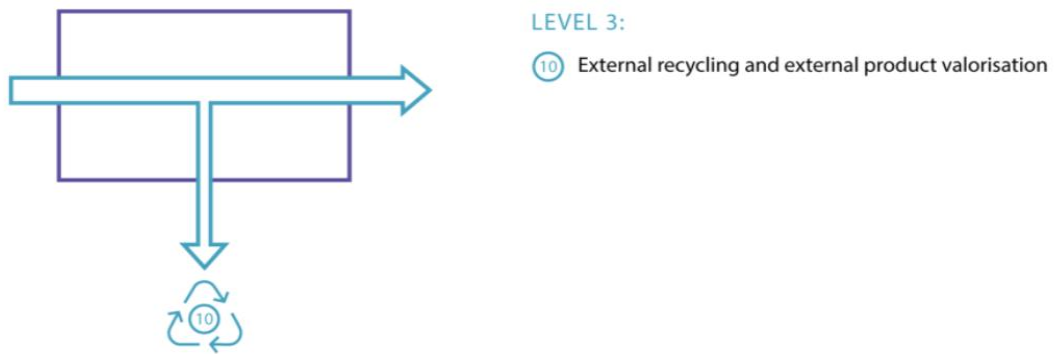 LEVEL 3:
10 External recycling and external product valorisation
10